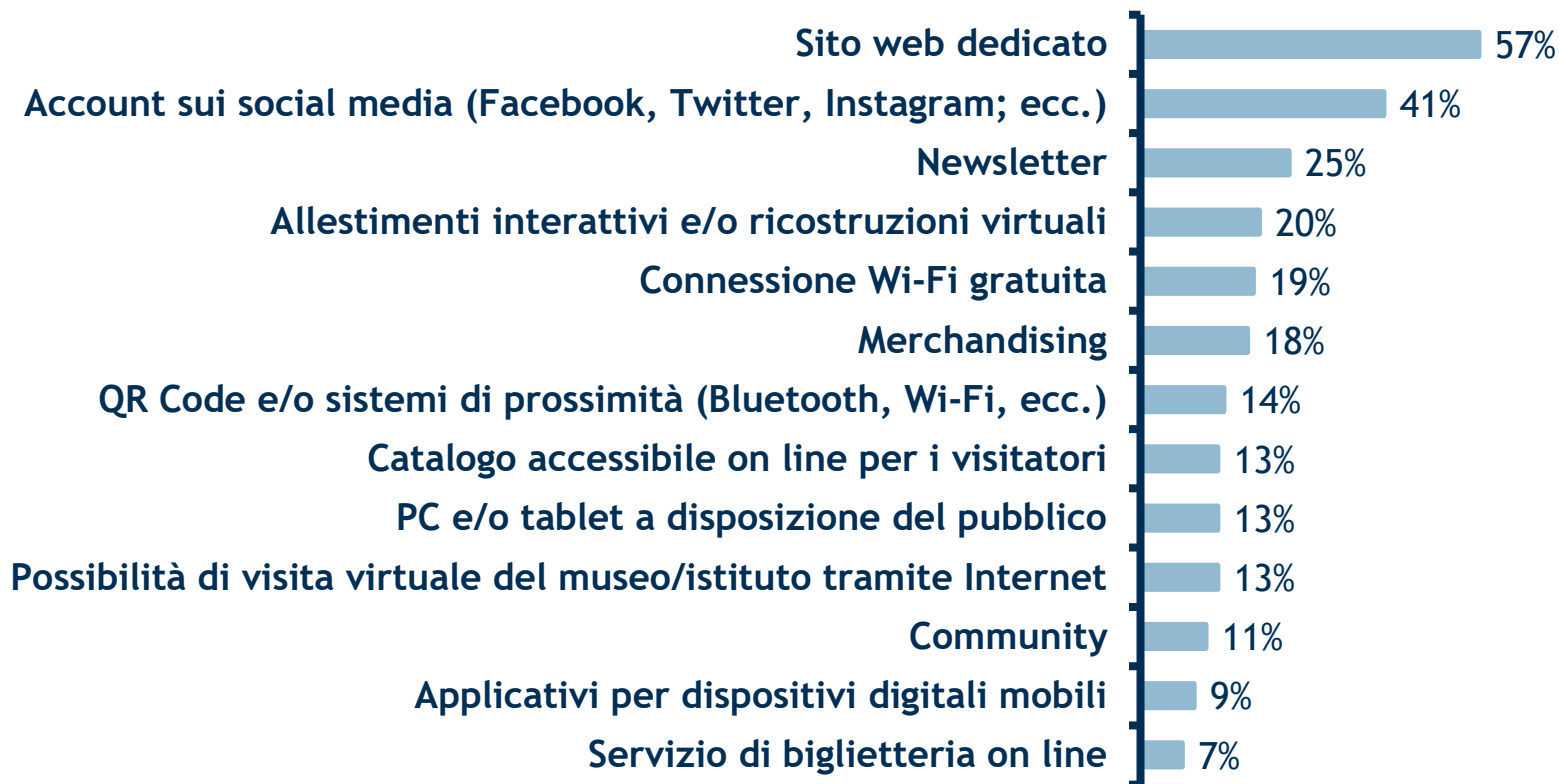 Sito web dedicato 57%
Account sui social media (Facebook, Twitter, Instagram; ecc.) 41%
Newsletter 25%
Allestimenti interattivi e/o ricostruzioni virtuali 20%
Connessione Wi-Fi gratuita 19%
Merchandising 18%
QR Code e/o sistemi di prossimità (Bluetooth, Wi-Fi, ecc.) 14%
Catalogo accessibile on line per i visitatori 13%
PC e/o tablet a disposizione del pubblico 13%
Possibilità di visita virtuale del museo/istituto tramite Internet 13%
Community 11%
Applicativi per dispositivi digitali mobili 9%
Servizio di biglietteria on line 7%